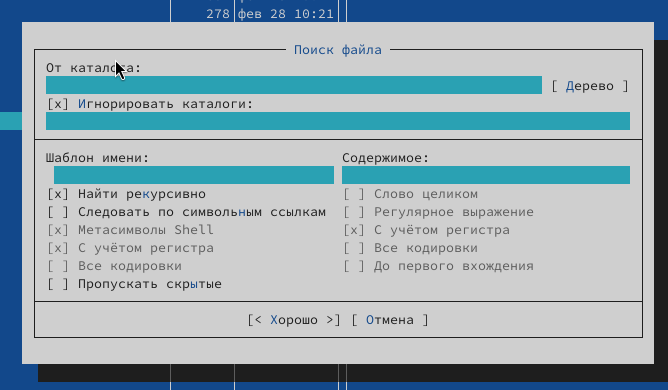 278 фев 28 10:21
Поиск файла
От каталога:
[ Дерево ]
[x] Игнорировать каталоги:
Шаблон имени: Содержимое:
[x] Найти рекурсивно [ ] Слово целиком
[ ] Следовать по символьным ссылкам [ ] Регулярное выражение
[x] Метасимволы Shell [x] С учётом регистра
[x] С учётом регистра [ ] Все кодировки
[ ] Все кодировки [ ] До первого вхождения
[ ] Пропускать скрытые
[< Хорошо >] [ Отмена ]